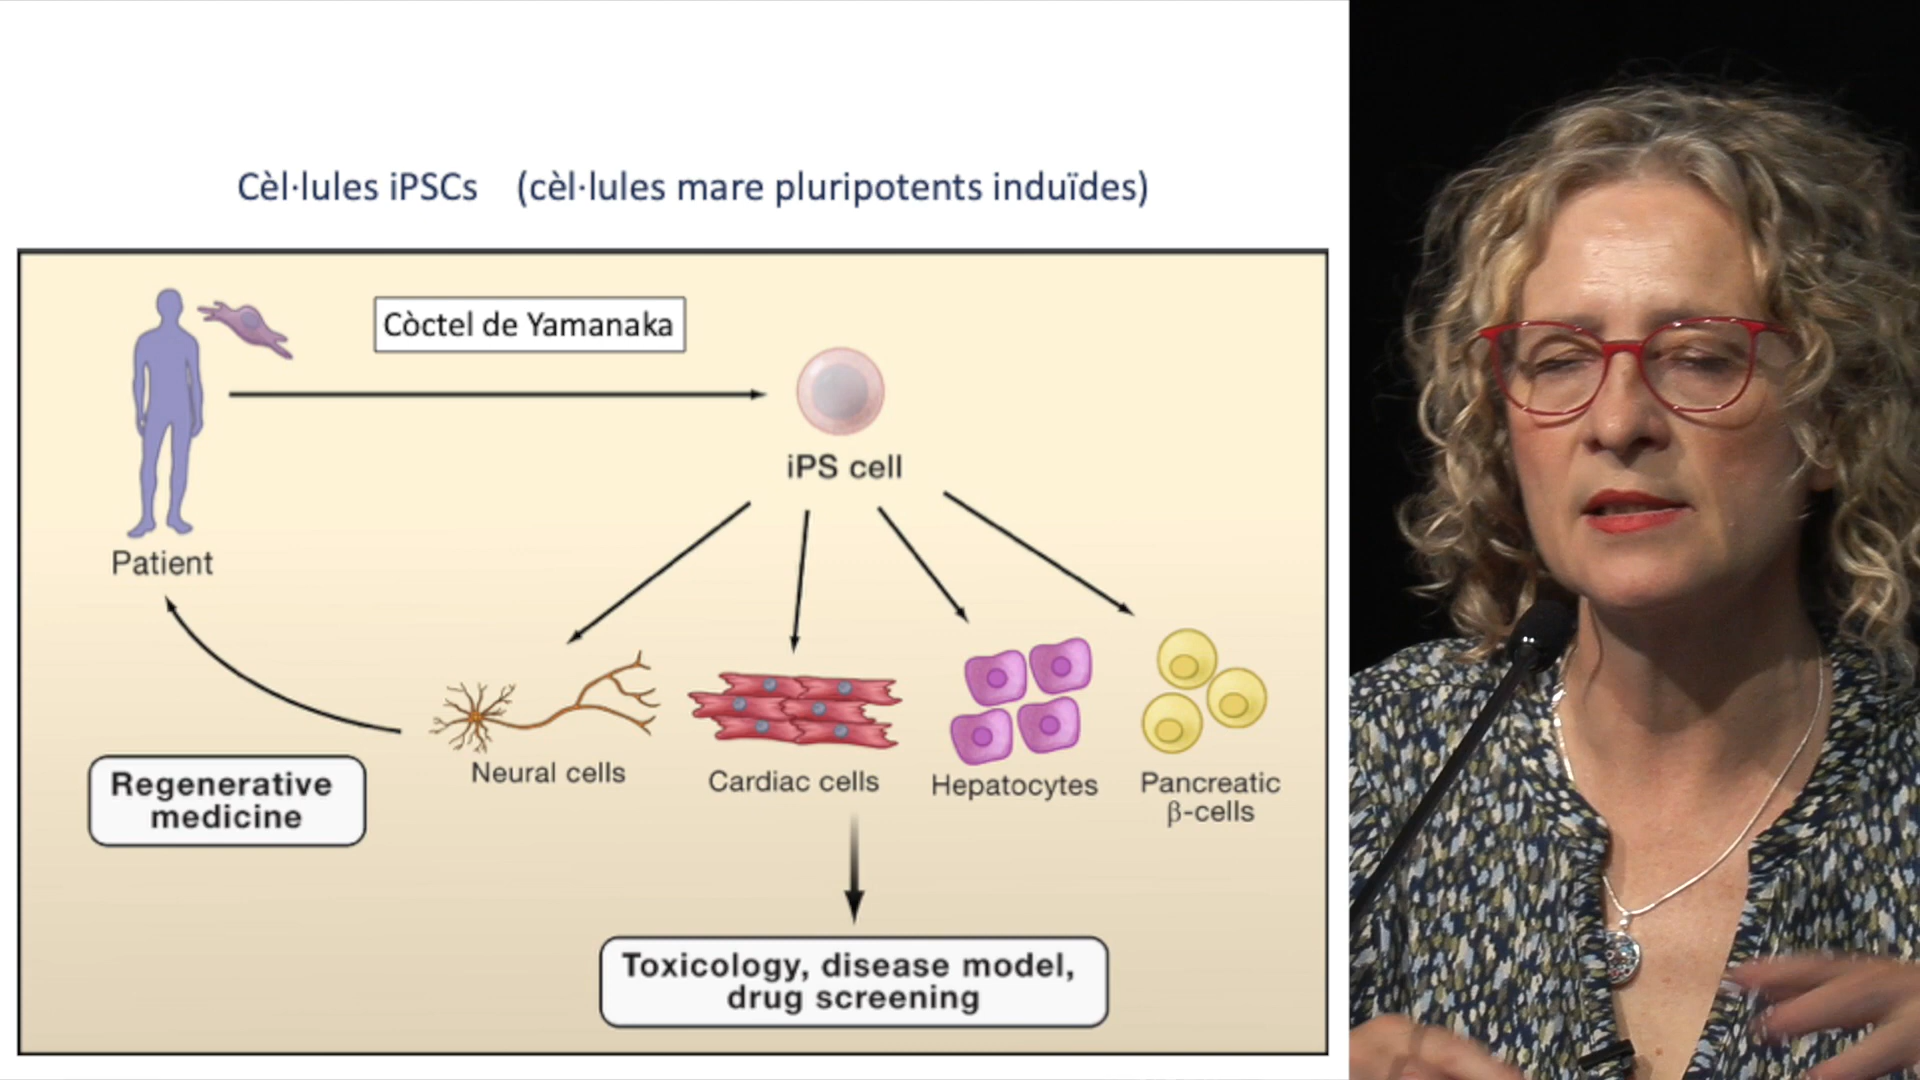 Cèl·lules iPSCs (cèl·lules mare pluripotents induïdes)
Còctel de Yamanaka
iPS cell
Patient
Neural cells
Cardiac cells
Hepatocytes
Pancreatic
β-cells
Regenerative
medicine
Toxicology, disease model,
drug screening